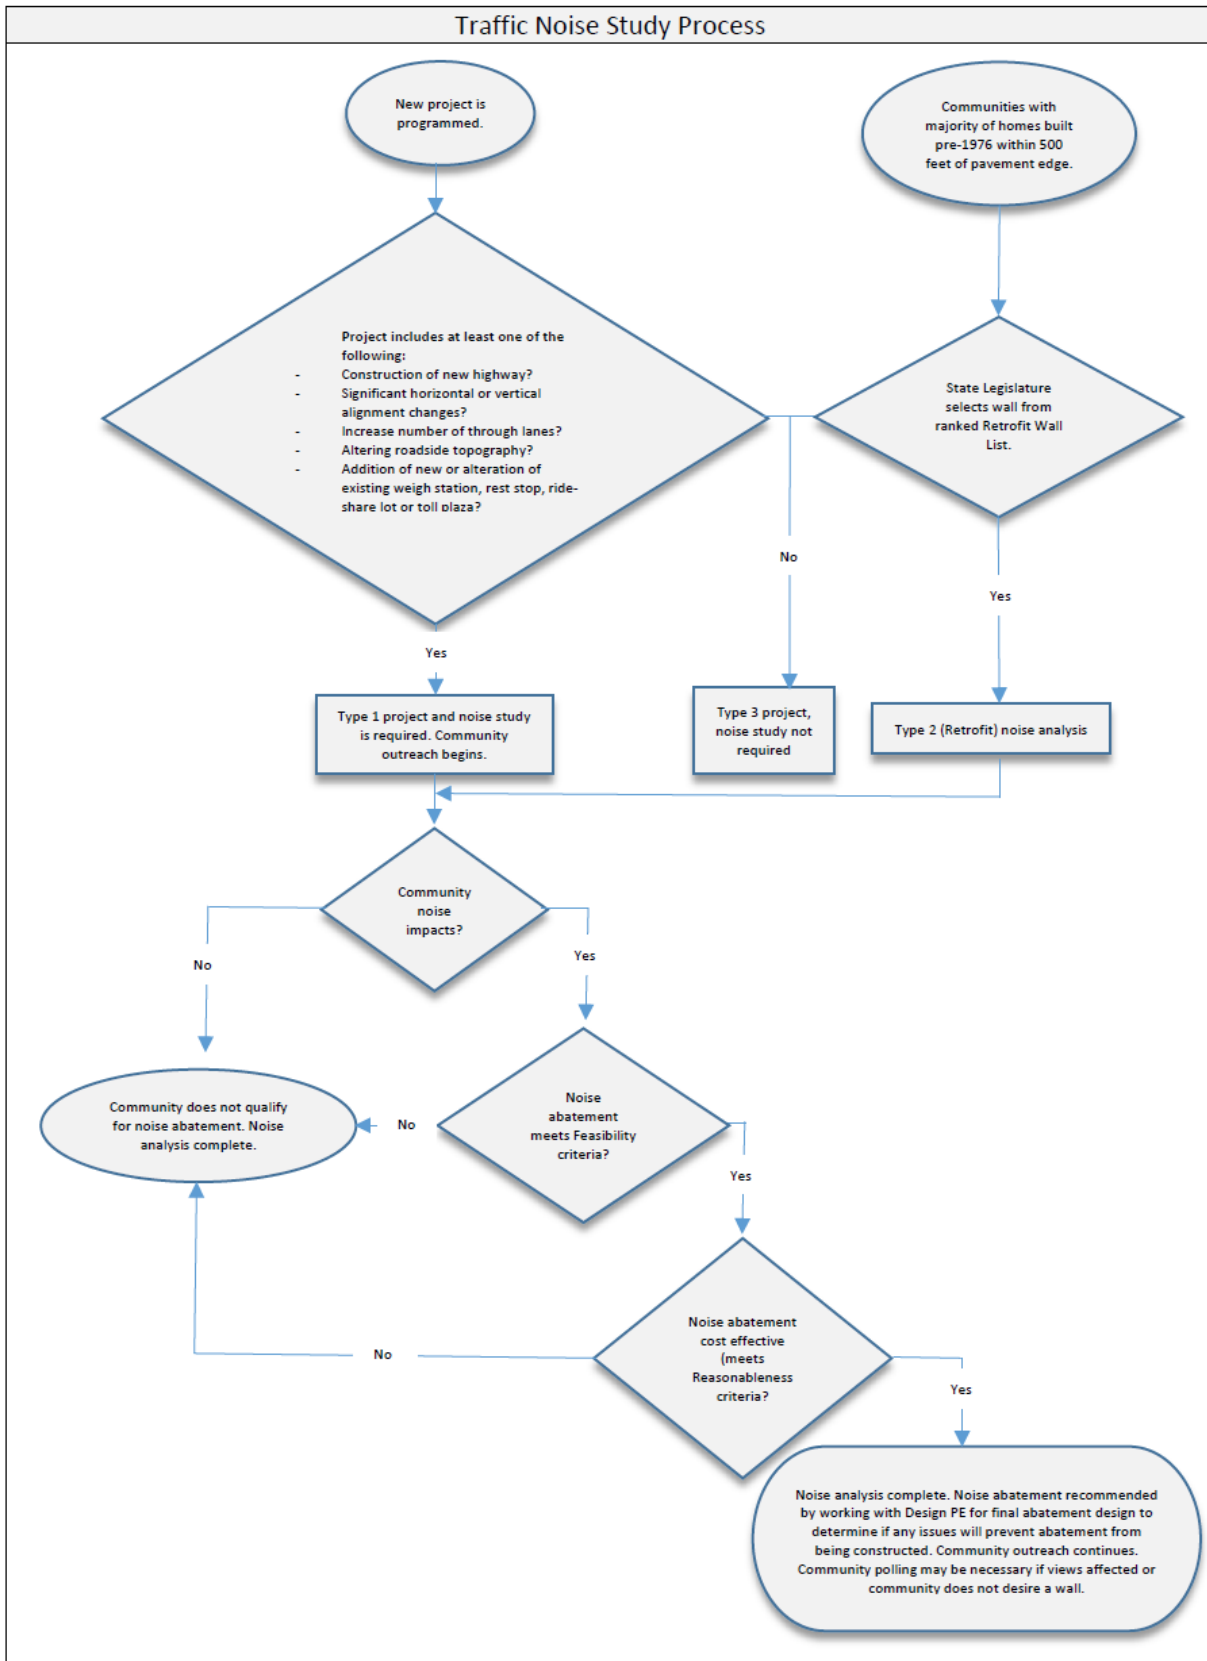 Traffic Noise Study Process
New project is
programmed.
Communities with
majority of homes built
pre-1976 within 500
feet of pavement edge.
Project includes at least one of the
following:
- Construction of new highway?
- Significant horizontal or vertical
alignment changes?
- Increase number of through lanes?
- Altering roadside topography?
- Addition of new or alteration of
existing weigh station, rest stop, ride-
share lot or toll plaza?
State Legislature
selects wall from
ranked Retrofit Wall
List.
No
Yes
Yes
Type 1 project and noise study
is required. Community
outreach begins.
Type 3 project,
noise study not
required
Type 2 (Retrofit) noise analysis
Community
noise
impacts?
No
Yes
Community does not qualify
for noise abatement. Noise
analysis complete.
No
Noise
abatement
meets Feasibility
criteria?
Yes
Noise abatement
cost effective
(meets
Reasonableness
criteria?
No
Yes
Noise analysis complete. Noise abatement recommended
by working with Design PE for final abatement design to
determine if any issues will prevent abatement from
being constructed. Community outreach continues.
Community polling may be necessary if views affected or
community does not desire a wall.